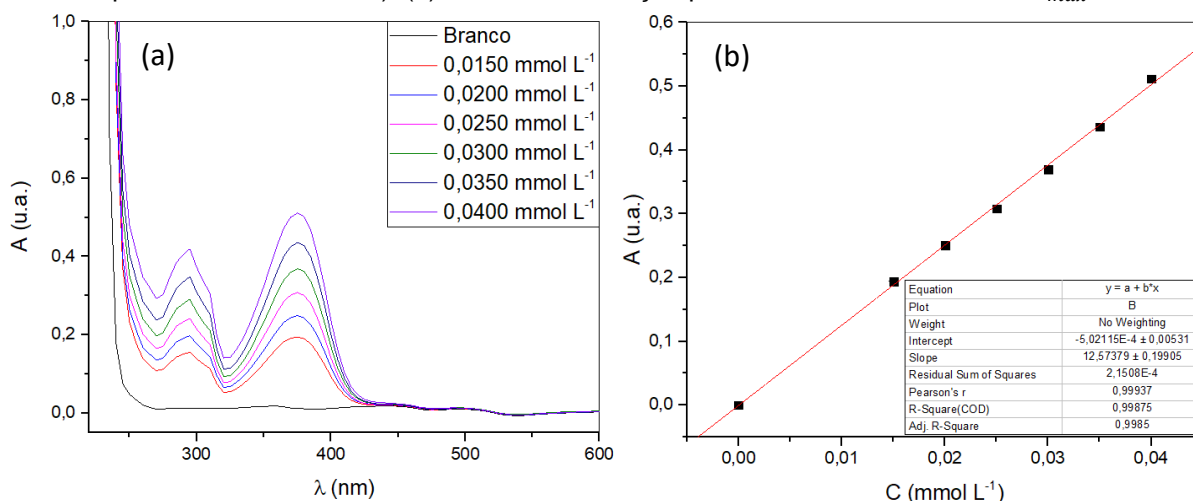 (a)
Branco
0,0150 mmol L⁻¹
0,0200 mmol L⁻¹
0,0250 mmol L⁻¹
0,0300 mmol L⁻¹
0,0350 mmol L⁻¹
0,0400 mmol L⁻¹
1,0
0,8
0,6
0,4
0,2
0,0
A (u.a.)
300 400 500 600
λ (nm)
(b)
0,6
0,5
0,4
0,3
0,2
0,1
0,0
A (u.a.)
Equation y = a + b*x
Plot B
Weight No Weighting
Intercept -5,02115E-4 ± 0,00531
Slope 12,57379 ± 0,19905
Residual Sum of Squares 2,1508E-4
Pearson's r 0,99937
R-Square(COD) 0,99875
Adj. R-Square 0,9985
0,00 0,01 0,02 0,03 0,04
C (mmol L⁻¹)